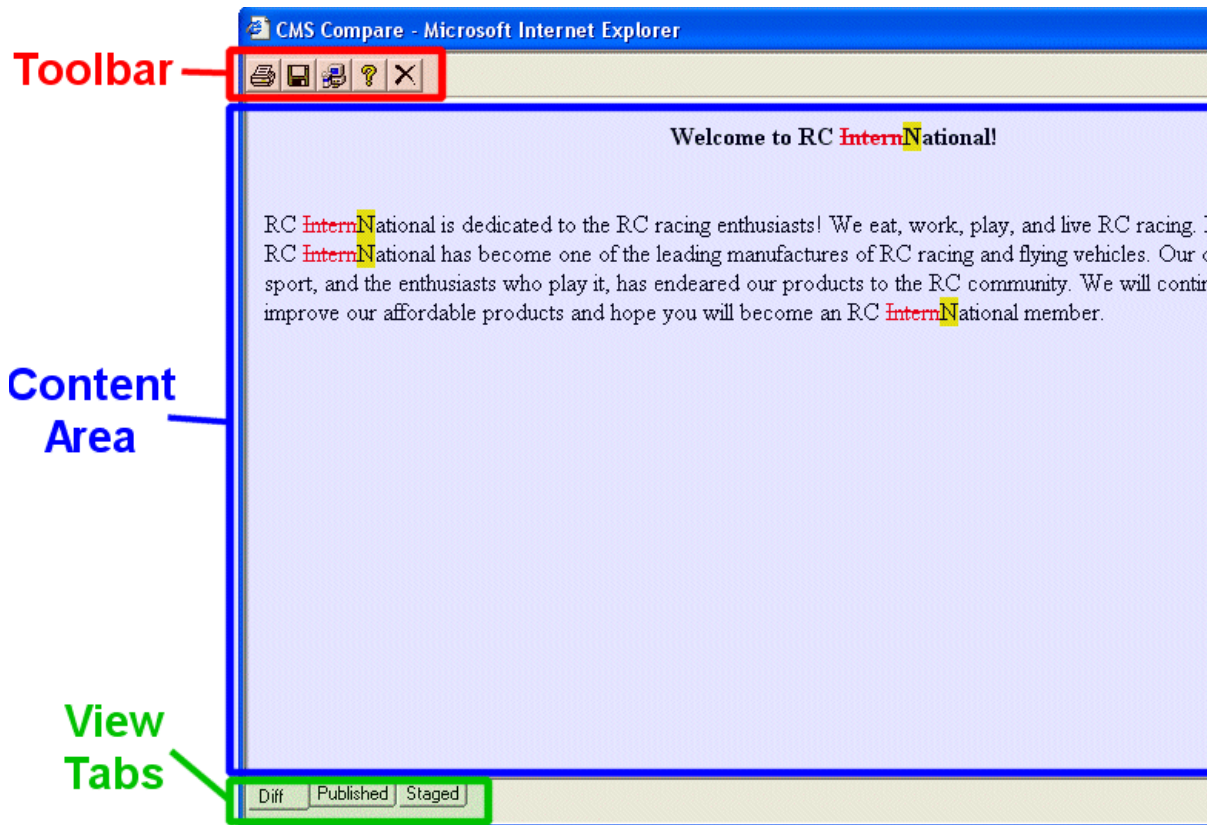 CMS Compare - Microsoft Internet Explorer
Toolbar
Welcome to RC InternNational!
RC InternNational is dedicated to the RC racing enthusiasts! We eat, work, play, and live RC racing.
RC InternNational has become one of the leading manufactures of RC racing and flying vehicles. Our
sport, and the enthusiasts who play it, has endeared our products to the RC community. We will
improve our affordable products and hope you will become an RC InternNational member.
Content
Area
View
Tabs
Diff Published Staged